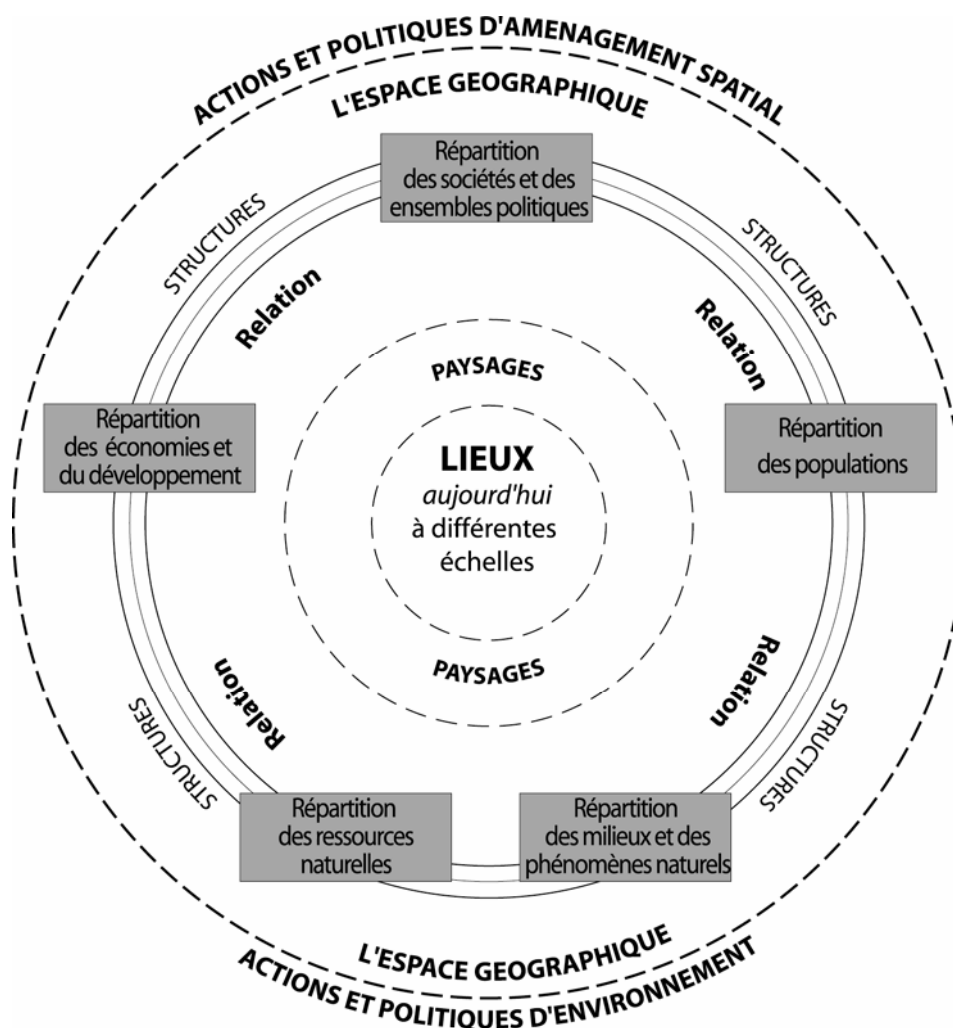 ACTIONS ET POLITIQUES D'AMENAGEMENT SPATIAL
L'ESPACE GEOGRAPHIQUE
Répartition
des sociétés et des
ensembles politiques
STRUCTURES
STRUCTURES
Relation
Relation
PAYSAGES
Répartition
des économies et
du développement
LIEUX
aujourd'hui
à différentes
échelles
Répartition
des populations
PAYSAGES
Relation
Relation
STRUCTURES
STRUCTURES
Répartition
des ressources
naturelles
Répartition
des milieux et des
phénomènes naturels
L'ESPACE GEOGRAPHIQUE
ACTIONS ET POLITIQUES D'ENVIRONNEMENT